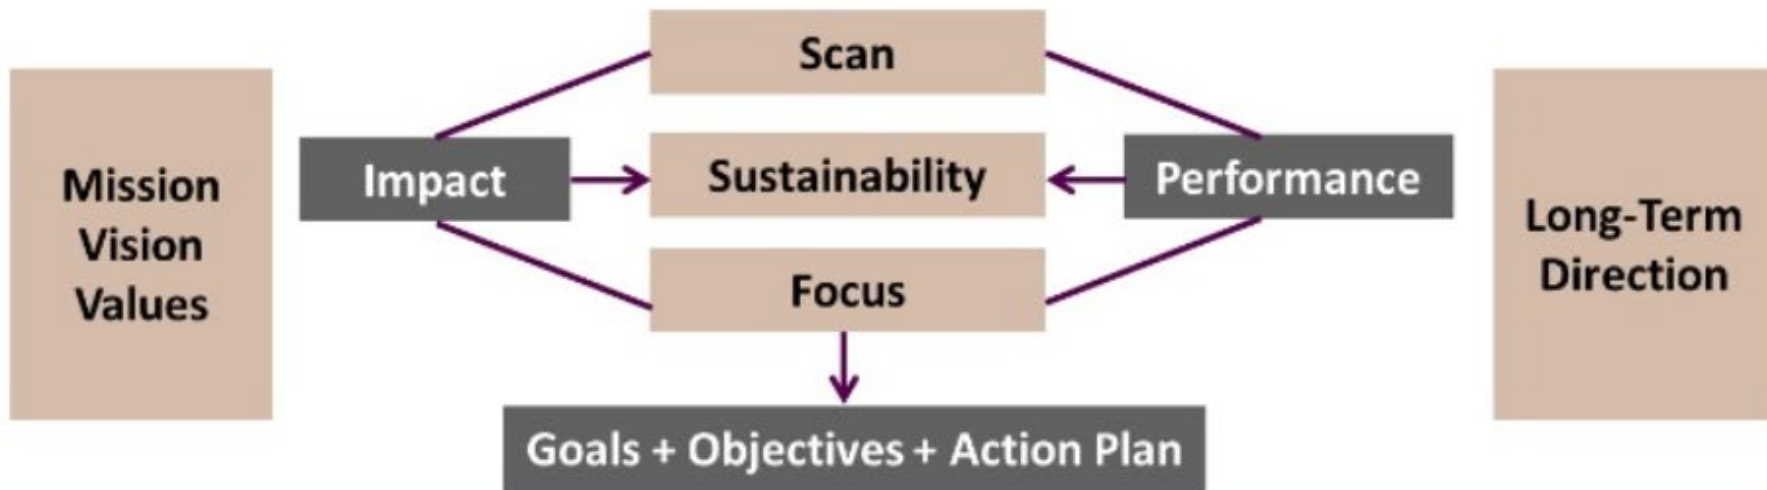 Mission
Vision
Values
Impact
Scan
Sustainability
Focus
Performance
Long-Term
Direction
Goals + Objectives + Action Plan